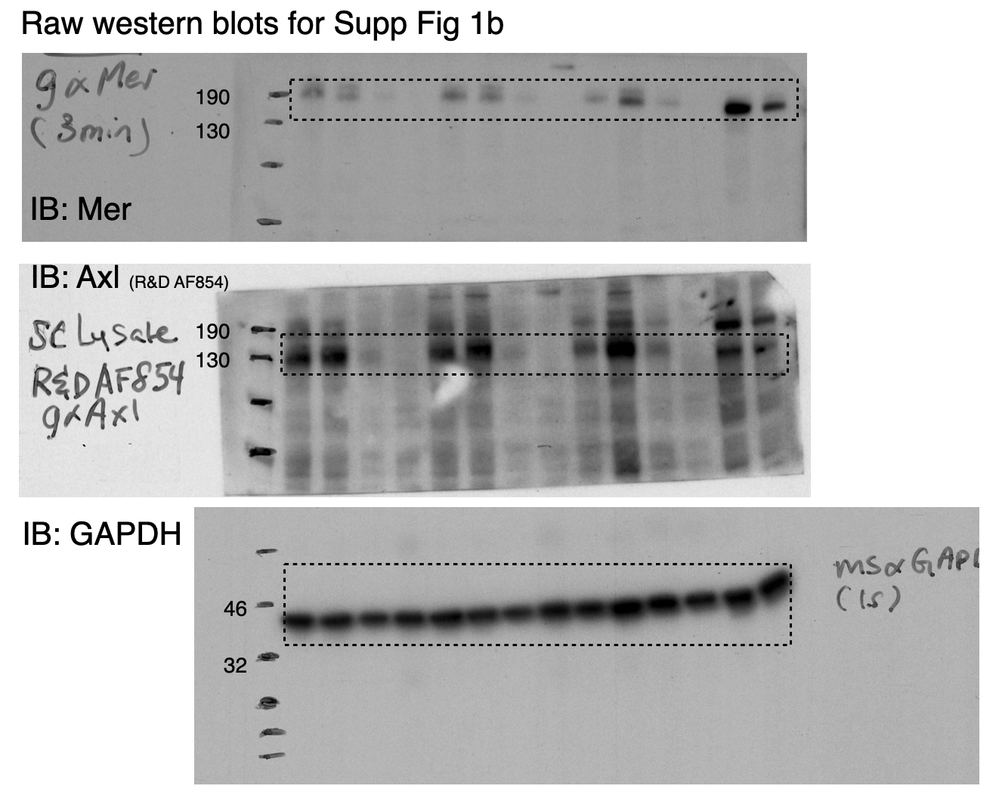 Raw western blots for Supp Fig 1b
gαMer
(3min)
190
130
IB: Mer
IB: Axl (R&D AF854)
SC Lysate
R&D AF854
gαAxl
190
130
IB: GAPDH
46
32
msαGAPD
(1s)